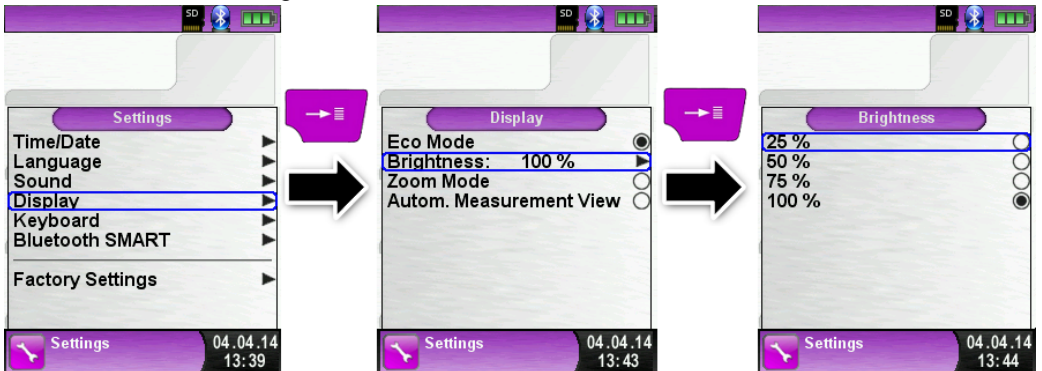 SD
Settings
Time/Date
Language
Sound
Display
Keyboard
Bluetooth SMART
Factory Settings
Settings
04.04.14
13:39
SD
Display
Eco Mode
Brightness: 100 %
Zoom Mode
Autom. Measurement View
Settings
04.04.14
13:43
SD
Brightness
25 %
50 %
75 %
100 %
Settings
04.04.14
13:44